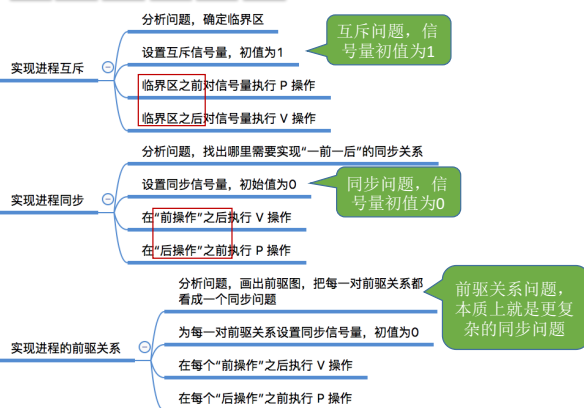 分析问题，确定临界区
设置互斥信号量，初值为1
实现进程互斥
临界区之前对信号量执行 P 操作
临界区之后对信号量执行 V 操作
互斥问题，信
号量初值为1
分析问题，找出哪里需要实现“一前一后”的同步关系
设置同步信号量，初始值为0
实现进程同步
在“前操作”之后执行 V 操作
在“后操作”之前执行 P 操作
同步问题，信
号量初值为0
分析问题，画出前驱图，把每一对前驱关系都
看成一个同步问题
为每一对前驱关系设置同步信号量，初值为0
实现进程的前驱关系
在每个“前操作”之后执行 V 操作
在每个“后操作”之前执行 P 操作
前驱关系问题，
本质上就是更复
杂的同步问题